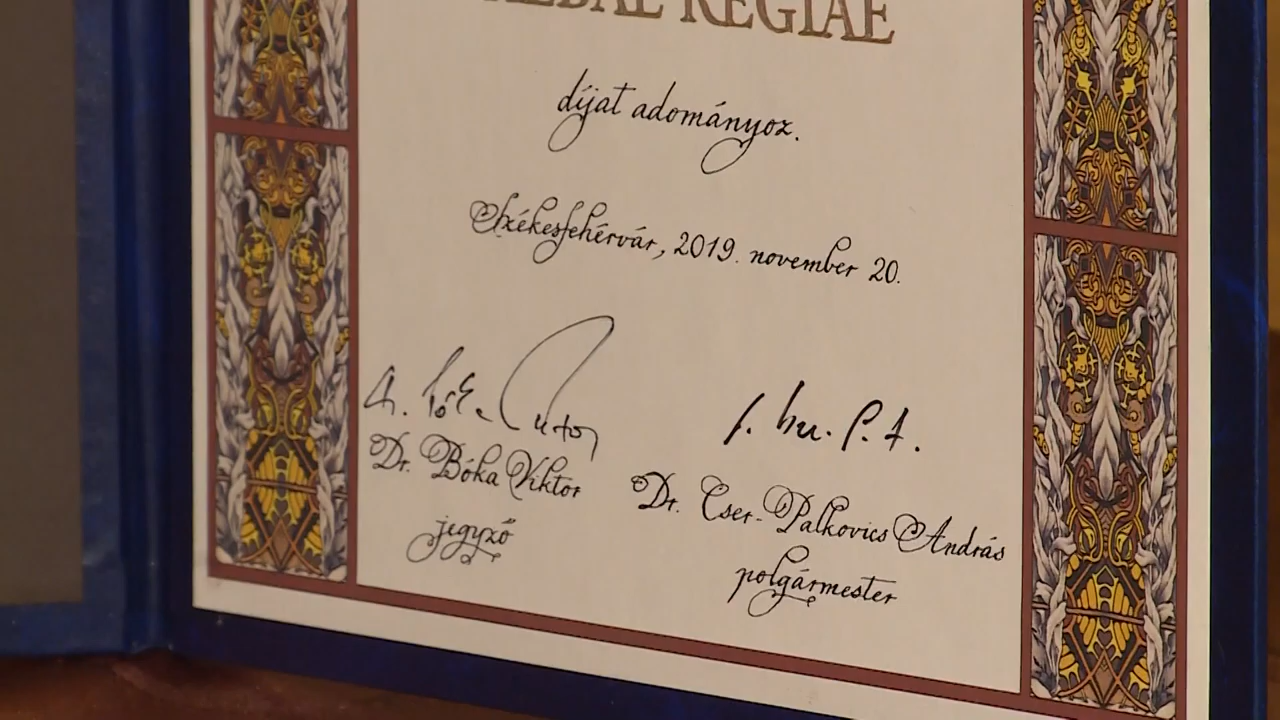 REGIAE
díjat adományoz.
Székesfehérvár, 2019. november 20.
Dr. Bóka Viktor
jegyző
Dr. Cser-Palkovics András
polgármester